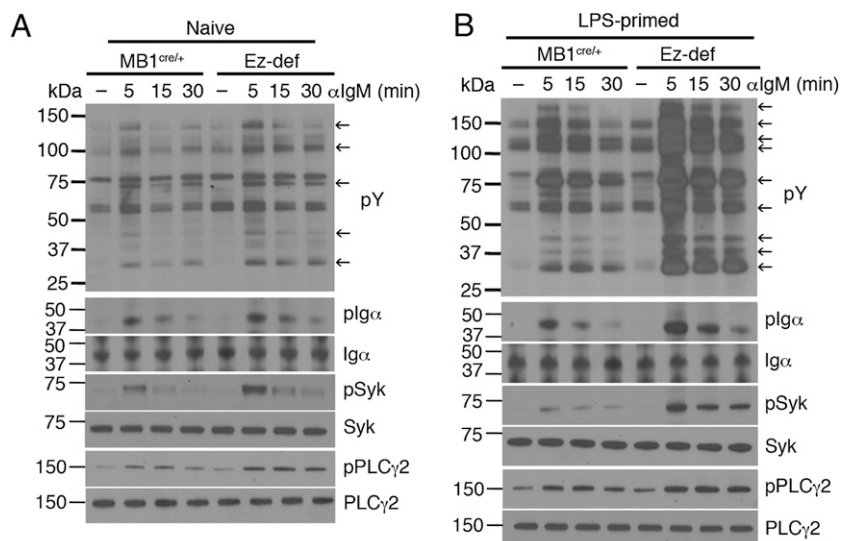 A
Naive
MB1cre/+ Ez-def
kDa – 5 15 30 – 5 15 30 αIgM (min)
150
100
75
50
37
25
pY
50
37
pIgα
50
37
Igα
75
pSyk
75
Syk
150
pPLCγ2
150
PLCγ2
B
LPS-primed
MB1cre/+ Ez-def
kDa – 5 15 30 – 5 15 30 αIgM (min)
150
100
75
50
37
25
pY
50
37
pIgα
50
37
Igα
75
pSyk
75
Syk
150
pPLCγ2
150
PLCγ2